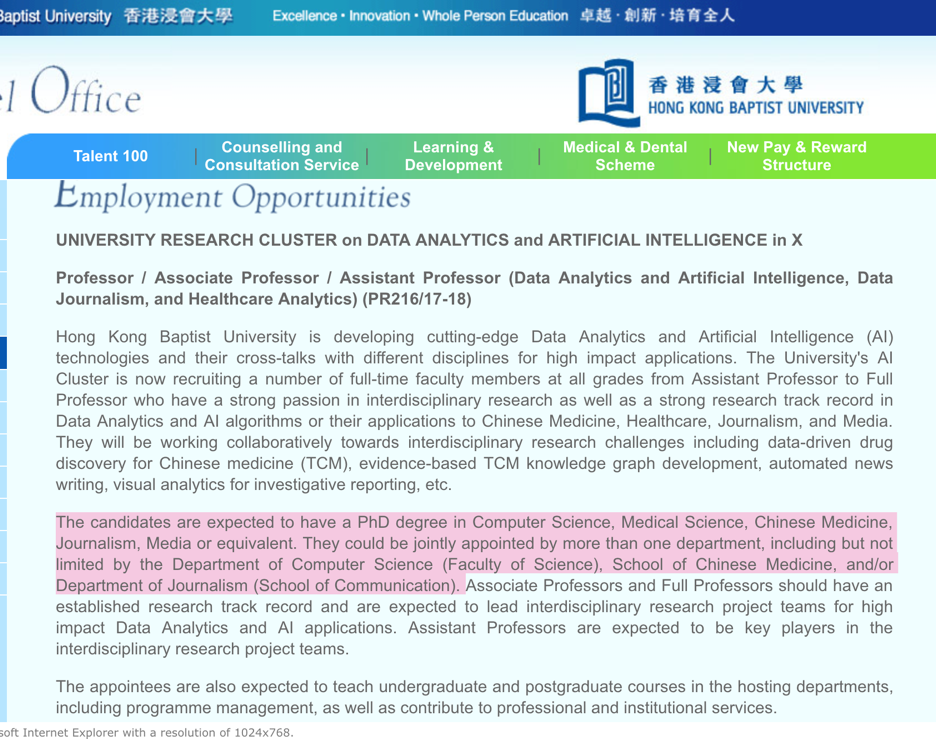 Baptist University 香港浸會大學 Excellence • Innovation • Whole Person Education 卓越 · 創新 · 培育全人
el Office
香港浸會大學
HONG KONG BAPTIST UNIVERSITY
Talent 100 | Counselling and Consultation Service | Learning & Development | Medical & Dental Scheme | New Pay & Reward Structure
Employment Opportunities
UNIVERSITY RESEARCH CLUSTER on DATA ANALYTICS and ARTIFICIAL INTELLIGENCE in X
Professor / Associate Professor / Assistant Professor (Data Analytics and Artificial Intelligence, Data
Journalism, and Healthcare Analytics) (PR216/17-18)
Hong Kong Baptist University is developing cutting-edge Data Analytics and Artificial Intelligence (AI)
technologies and their cross-talks with different disciplines for high impact applications. The University's AI
Cluster is now recruiting a number of full-time faculty members at all grades from Assistant Professor to Full
Professor who have a strong passion in interdisciplinary research as well as a strong research track record in
Data Analytics and AI algorithms or their applications to Chinese Medicine, Healthcare, Journalism, and Media.
They will be working collaboratively towards interdisciplinary research challenges including data-driven drug
discovery for Chinese medicine (TCM), evidence-based TCM knowledge graph development, automated news
writing, visual analytics for investigative reporting, etc.
The candidates are expected to have a PhD degree in Computer Science, Medical Science, Chinese Medicine,
Journalism, Media or equivalent. They could be jointly appointed by more than one department, including but not
limited by the Department of Computer Science (Faculty of Science), School of Chinese Medicine, and/or
Department of Journalism (School of Communication). Associate Professors and Full Professors should have an
established research track record and are expected to lead interdisciplinary research project teams for high
impact Data Analytics and AI applications. Assistant Professors are expected to be key players in the
interdisciplinary research project teams.
The appointees are also expected to teach undergraduate and postgraduate courses in the hosting departments,
including programme management, as well as contribute to professional and institutional services.
soft Internet Explorer with a resolution of 1024x768.